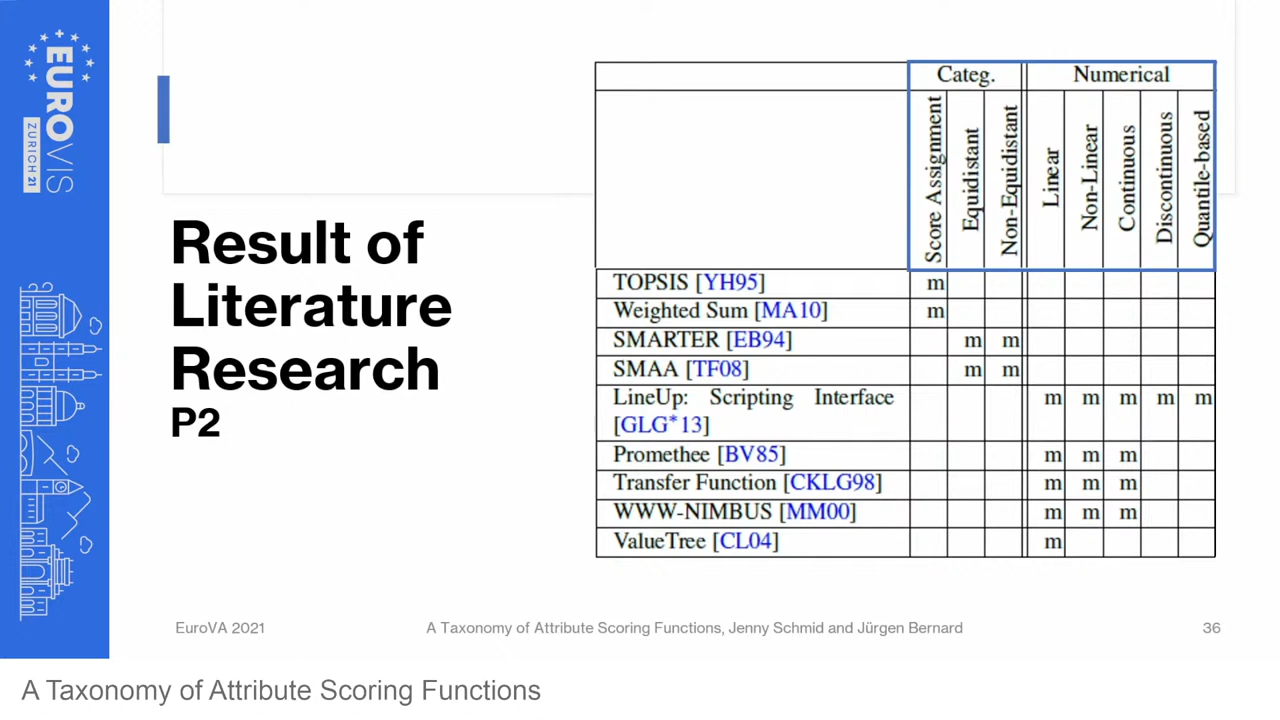 EUROVIS
ZURICH 21
Result of
Literature
Research
P2
Categ. Numerical
Score Assignment Equidistant Non-Equidistant Linear Non-Linear Continuous Discontinuous Quantile-based
TOPSIS [YH95] m
Weighted Sum [MA10] m
SMARTER [EB94] m m
SMAA [TF08] m m
LineUp: Scripting Interface m m m m m
[GLG*13]
Promethee [BV85] m m m
Transfer Function [CKLG98] m m m
WWW-NIMBUS [MM00] m m m
ValueTree [CL04] m
EuroVA 2021 A Taxonomy of Attribute Scoring Functions, Jenny Schmid and Jürgen Bernard 36
A Taxonomy of Attribute Scoring Functions